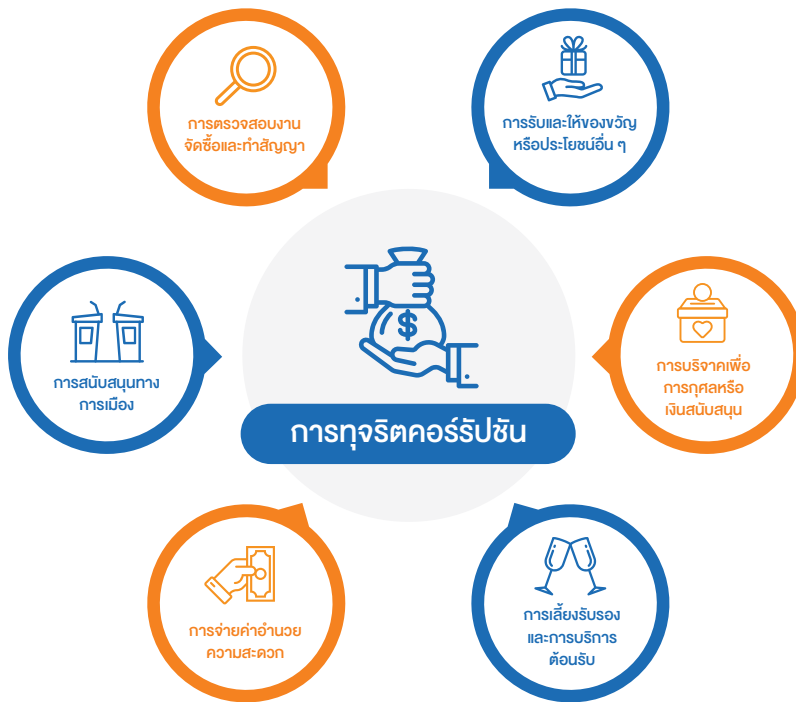 การตรวจสอบงาน
จัดซื้อและทำสัญญา
การรับและให้ของขวัญ
หรือประโยชน์อื่น ๆ
การสนับสนุนทาง
การเมือง
$
การบริจาคเพื่อ
การกุศลหรือ
เงินสนับสนุน
การทุจริตคอร์รัปชัน
การจ่ายค่าอำนวย
ความสะดวก
การเลี้ยงรับรอง
และการบริการ
ต้อนรับ